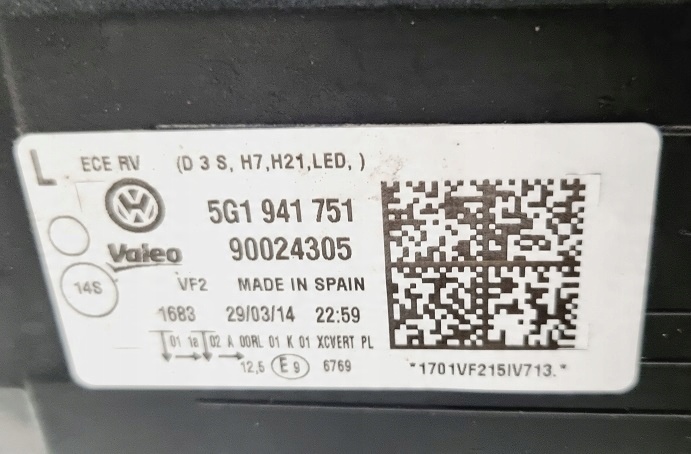 L ECE RV (D 3 S, H7,H21,LED, )
5G1 941 751
Valeo 90024305
14S VF2 MADE IN SPAIN
1683 29/03/14 22:59
01 1a 02 A 00RL 01 K 01 XCVERT PL
12,5 E9 6769
*1701VF215IV713.*